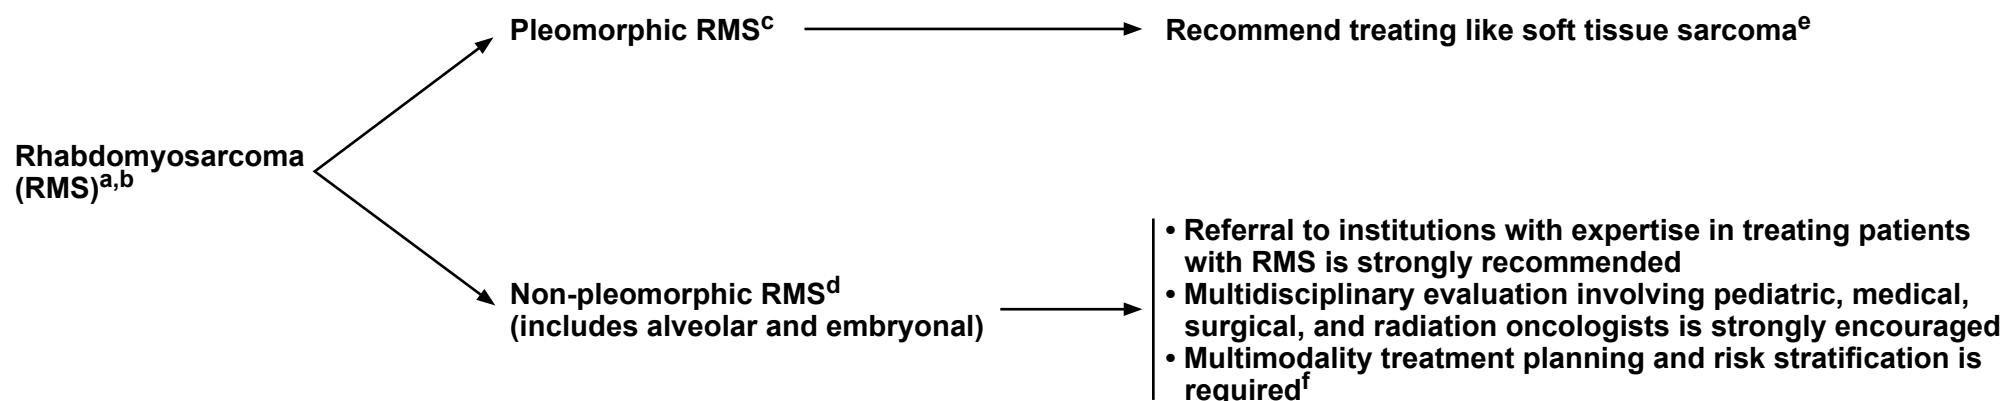 Pleomorphic RMSᶜ
Recommend treating like soft tissue sarcomaᵉ
Rhabdomyosarcoma
(RMS)ᵃ,ᵇ
Non-pleomorphic RMSᵈ
(includes alveolar and embryonal)
• Referral to institutions with expertise in treating patients
with RMS is strongly recommended
• Multidisciplinary evaluation involving pediatric, medical,
surgical, and radiation oncologists is strongly encouraged
• Multimodality treatment planning and risk stratification is
requiredᶠ